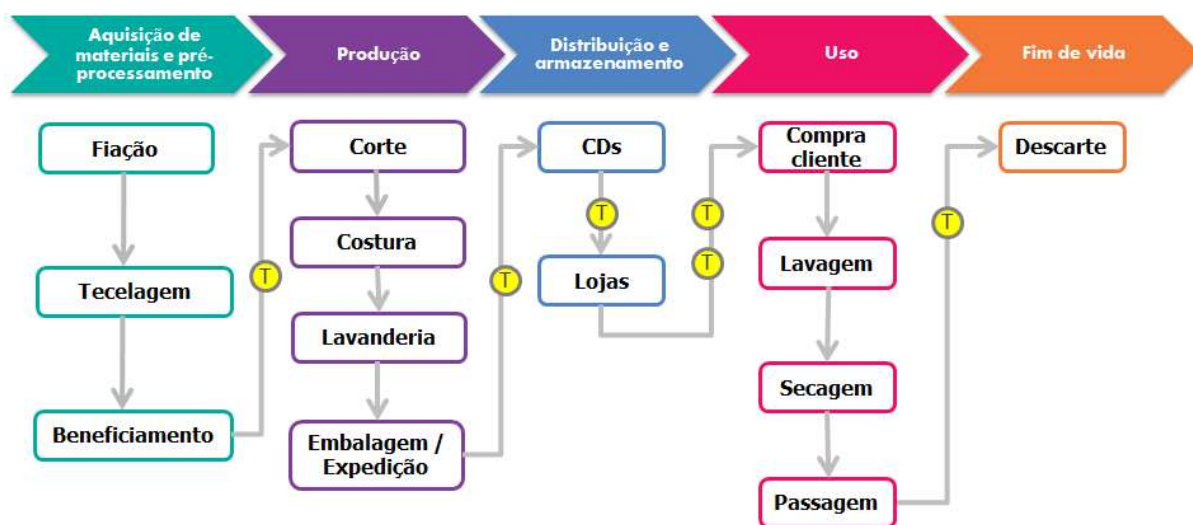 Aquisição de
materiais e pré-
processamento
Produção
Distribuição e
armazenamento
Uso
Fim de vida
Fiação
Tecelagem
Beneficiamento
T
Corte
Costura
Lavanderia
Embalagem /
Expedição
T
CDs
T
Lojas
T
T
Compra
cliente
Lavagem
Secagem
Passagem
T
Descarte